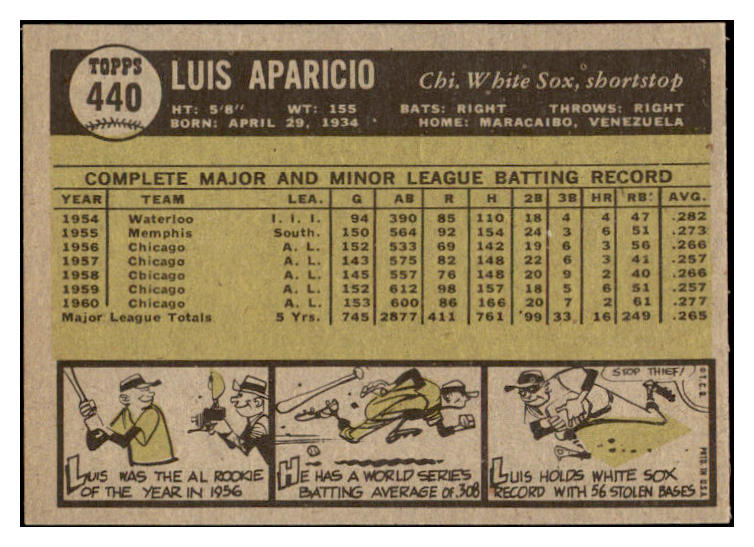 TOPPS
440
LUIS APARICIO
Chi. White Sox, shortstop
HT: 5'8" WT: 155 BATS: RIGHT THROWS: RIGHT
BORN: APRIL 29, 1934 HOME: MARACAIBO, VENEZUELA
COMPLETE MAJOR AND MINOR LEAGUE BATTING RECORD
YEAR TEAM LEA. G AB R H 2B 3B HR RB: AVG.
1954 Waterloo I. I. I. 94 390 85 110 18 4 4 47 .282
1955 Memphis South. 150 564 92 154 24 3 6 51 .273
1956 Chicago A. L. 152 533 69 142 19 6 3 56 .266
1957 Chicago A. L. 143 575 82 148 22 6 3 41 .257
1958 Chicago A. L. 145 557 76 148 20 9 2 40 .266
1959 Chicago A. L. 152 612 98 157 18 5 6 51 .257
1960 Chicago A. L. 153 600 86 166 20 7 2 61 .277
Major League Totals 5 Yrs. 745 2877 411 761 '99 33 16 249 .265
LUIS WAS THE AL ROOKIE
OF THE YEAR IN 1956
HE HAS A WORLD SERIES
BATTING AVERAGE OF .308
STOP THIEF!
LUIS HOLDS WHITE SOX
RECORD WITH 56 STOLEN BASES
© T.C.G.
PRTD. IN U.S.A.